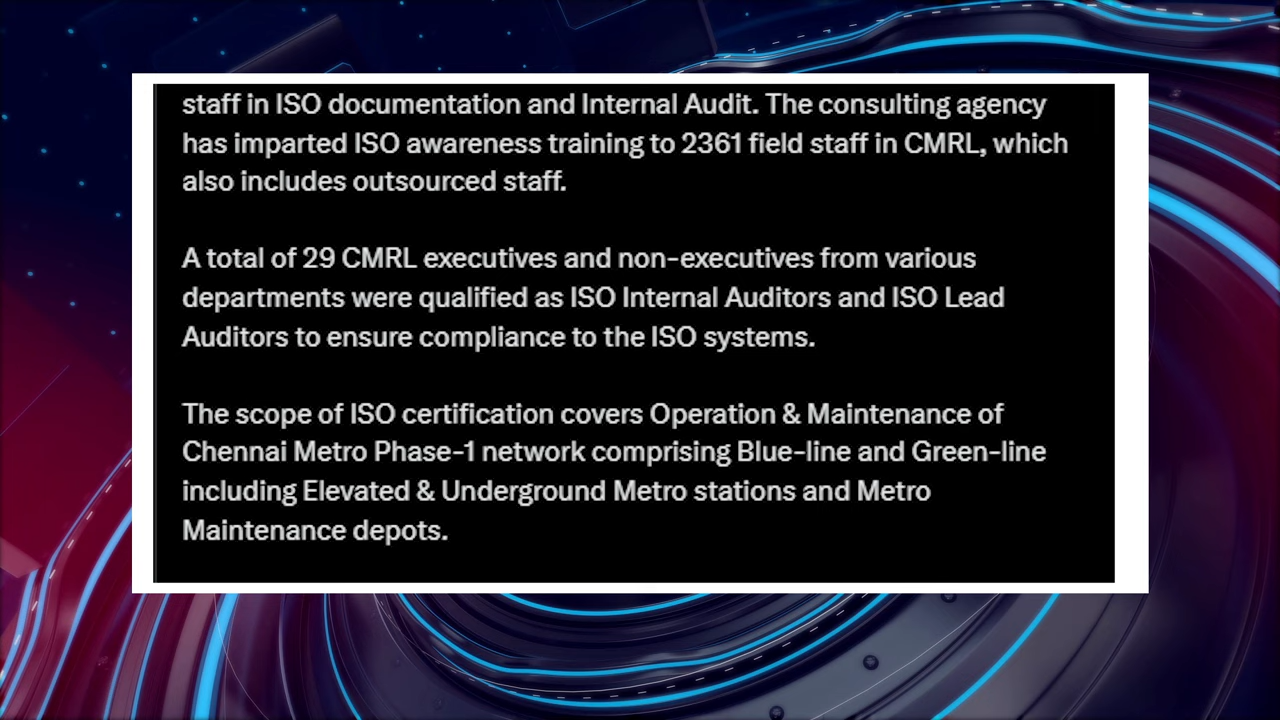 staff in ISO documentation and Internal Audit. The consulting agency
has imparted ISO awareness training to 2361 field staff in CMRL, which
also includes outsourced staff.
A total of 29 CMRL executives and non-executives from various
departments were qualified as ISO Internal Auditors and ISO Lead
Auditors to ensure compliance to the ISO systems.
The scope of ISO certification covers Operation & Maintenance of
Chennai Metro Phase-1 network comprising Blue-line and Green-line
including Elevated & Underground Metro stations and Metro
Maintenance depots.